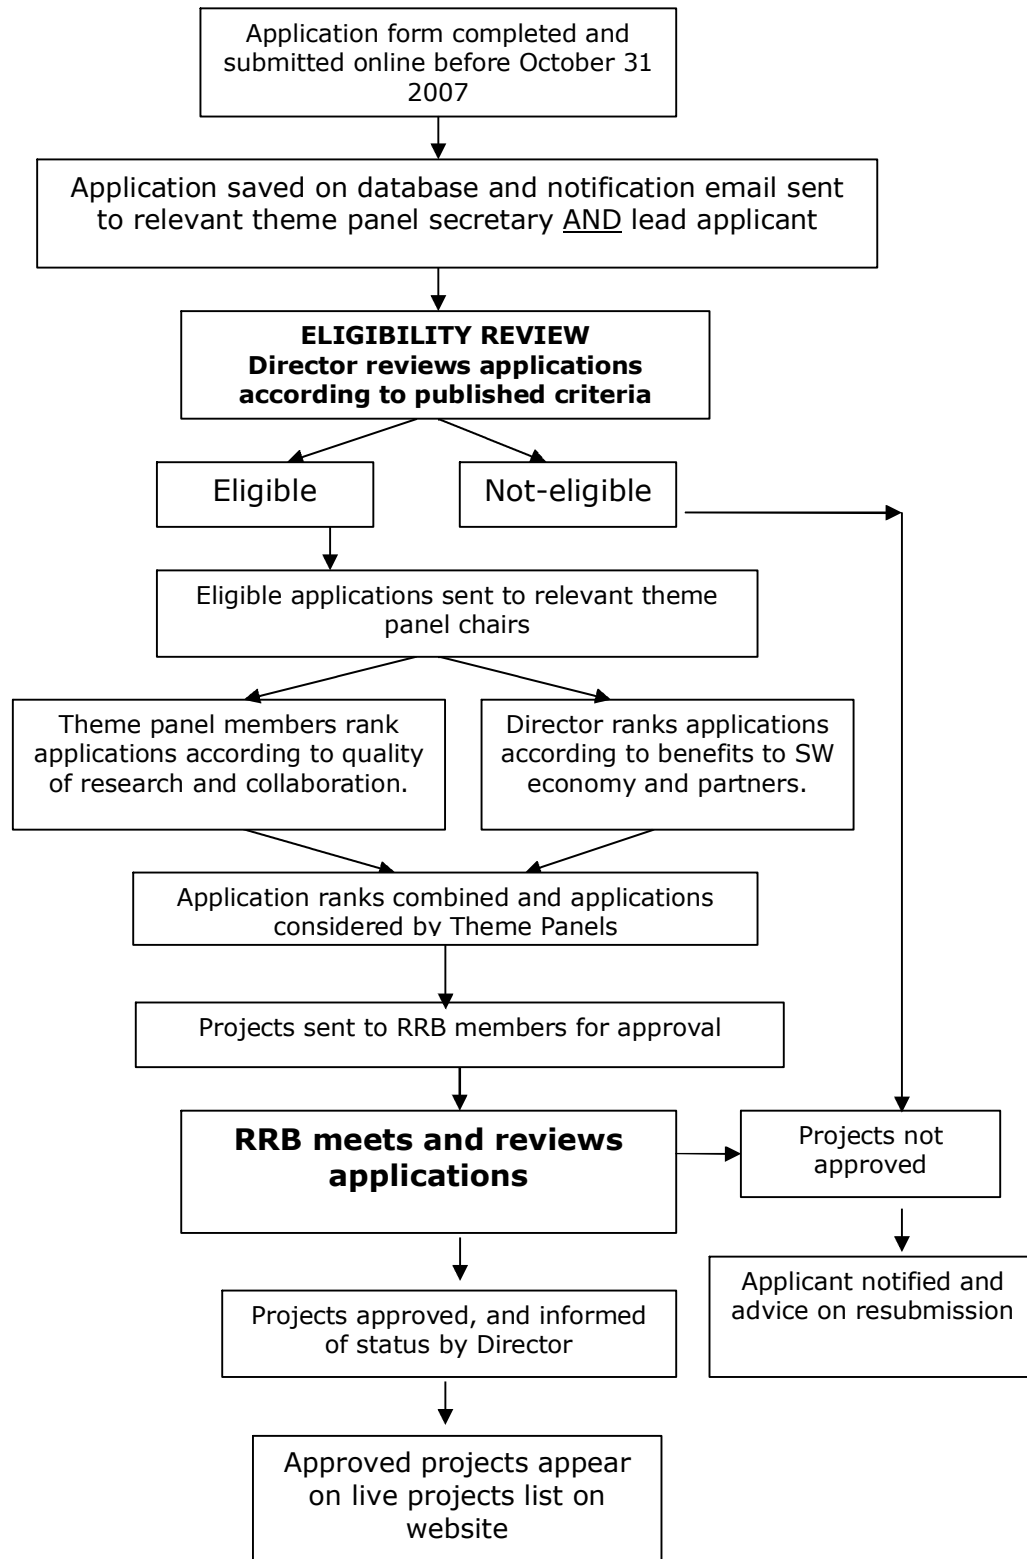 Application form completed and
submitted online before October 31
2007
Application saved on database and notification email sent
to relevant theme panel secretary AND lead applicant
ELIGIBILITY REVIEW
Director reviews applications
according to published criteria
Eligible
Not-eligible
Eligible applications sent to relevant theme
panel chairs
Theme panel members rank
applications according to quality
of research and collaboration.
Director ranks applications
according to benefits to SW
economy and partners.
Application ranks combined and applications
considered by Theme Panels
Projects sent to RRB members for approval
RRB meets and reviews
applications
Projects not
approved
Applicant notified and
advice on resubmission
Projects approved, and informed
of status by Director
Approved projects appear
on live projects list on
website